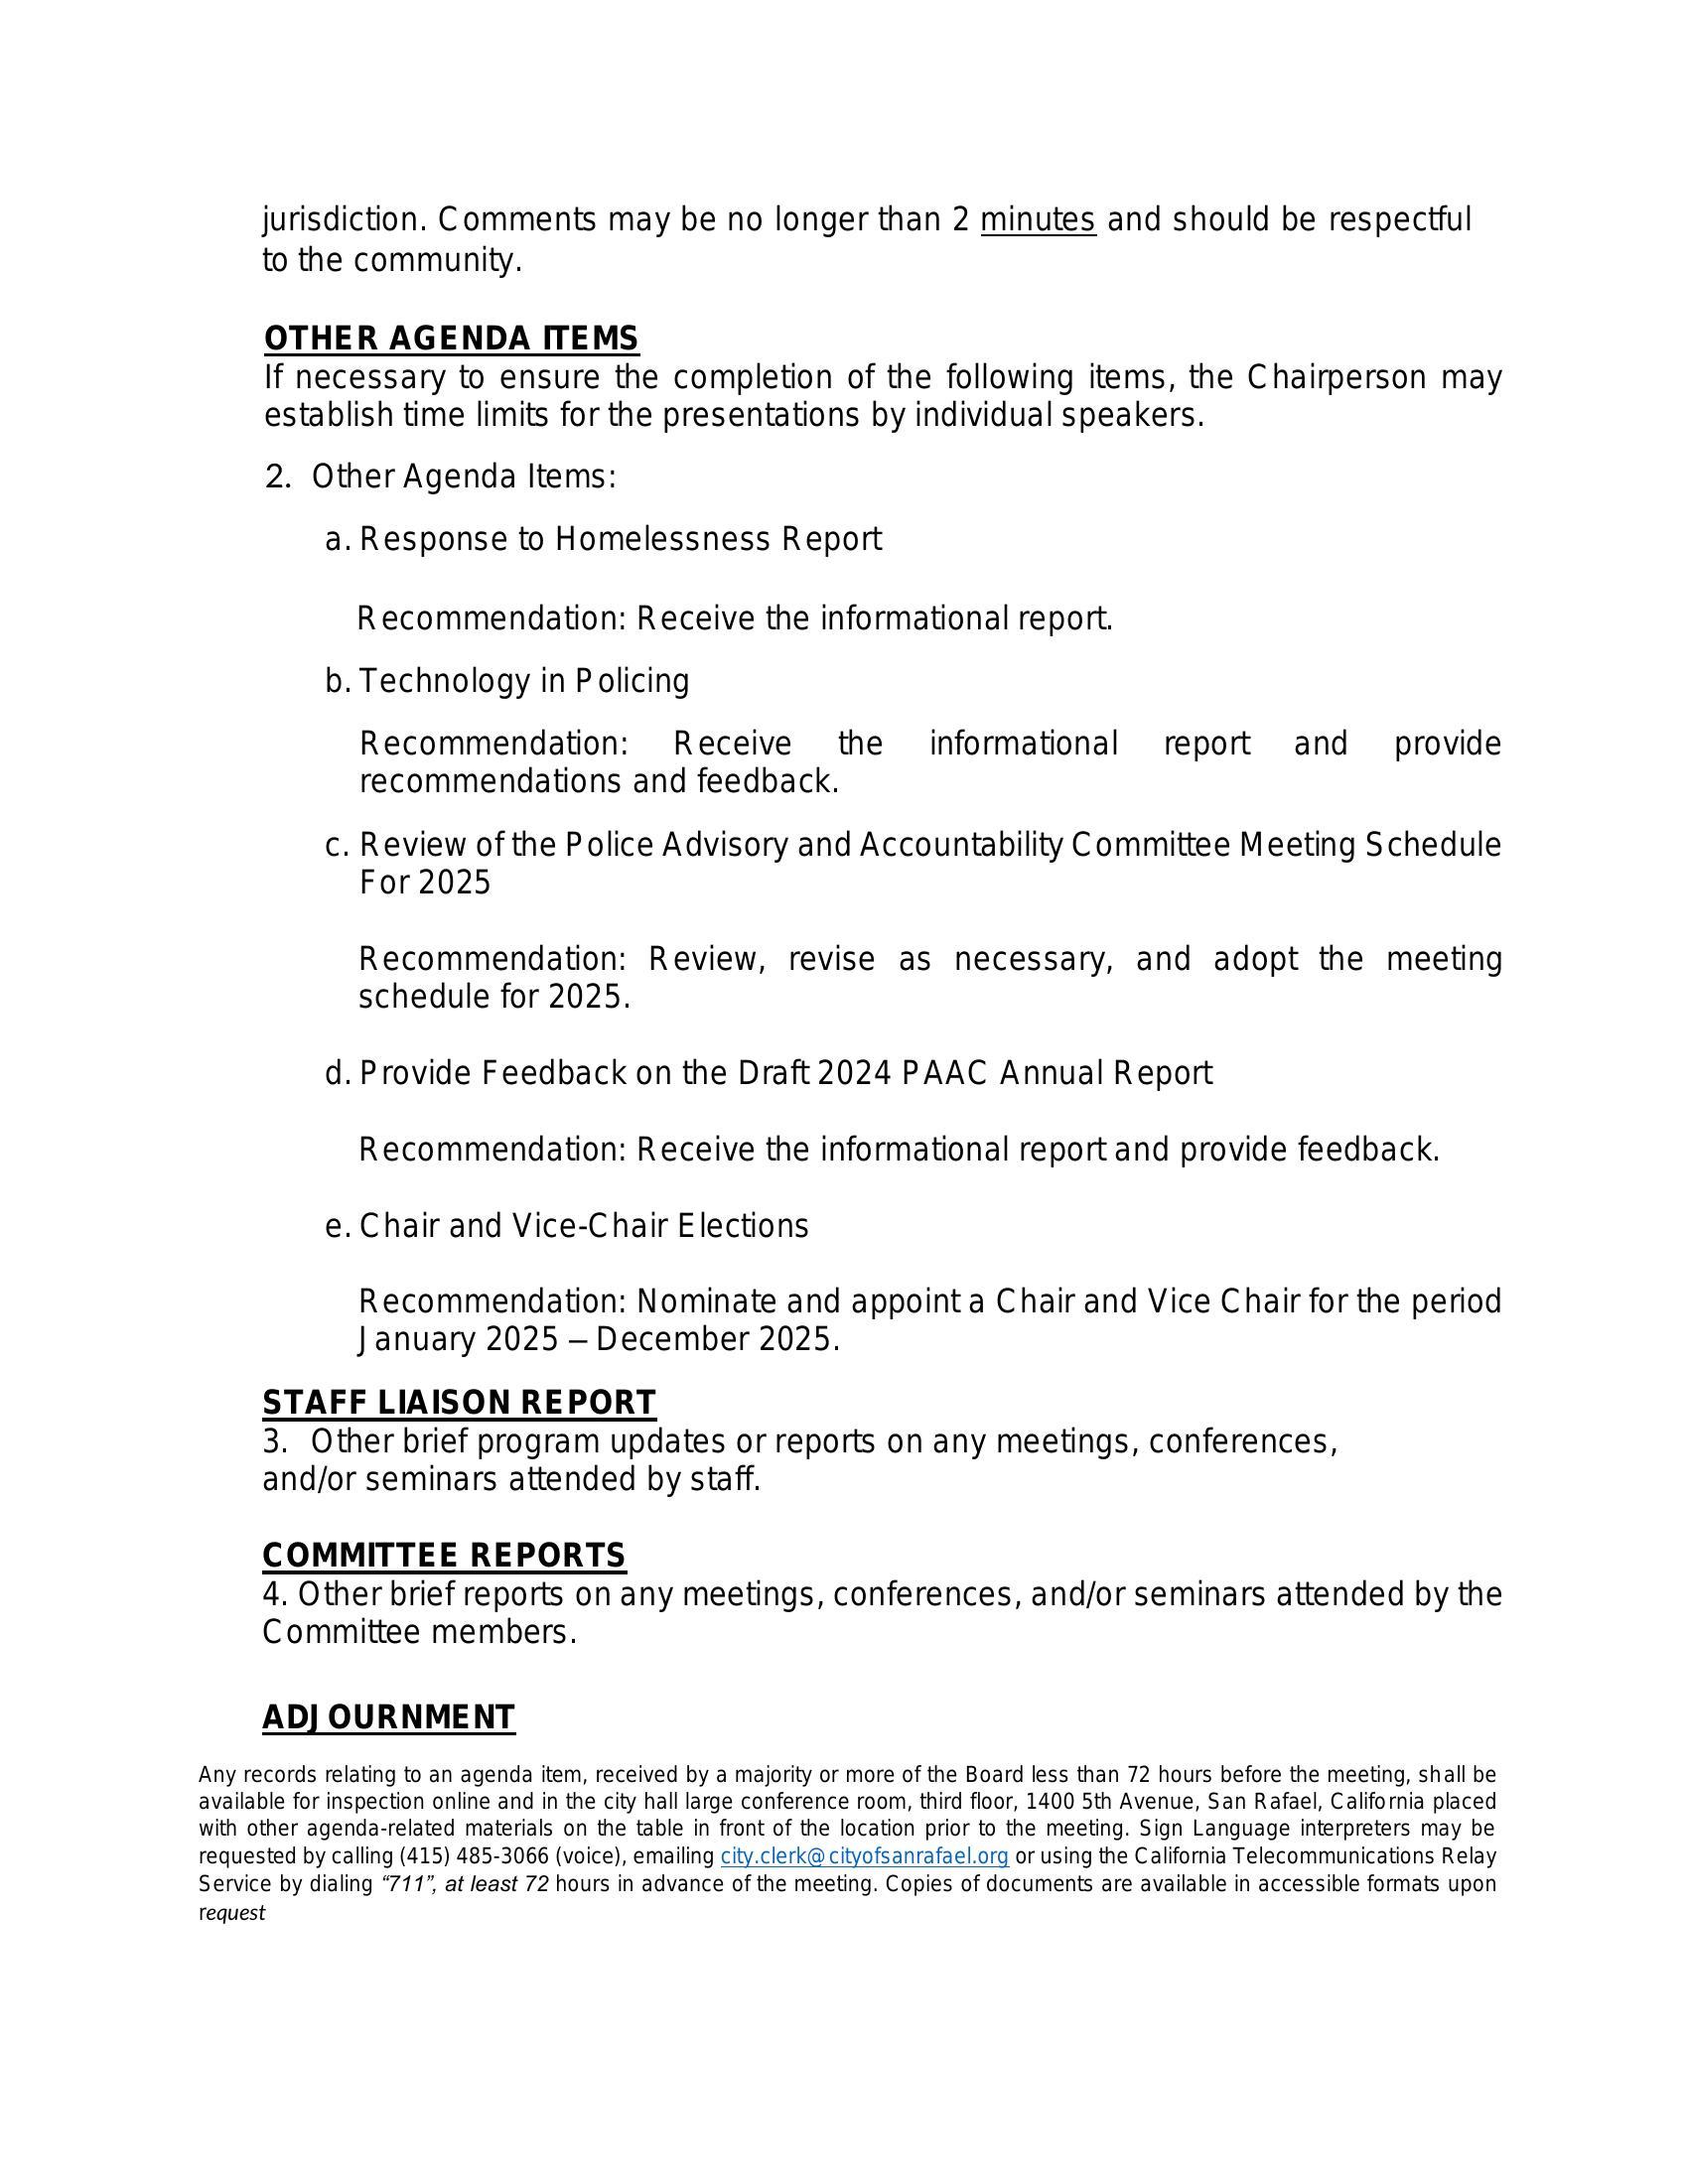 jurisdiction. Comments may be no longer than 2 minutes and should be respectful
to the community.
OTHER AGENDA ITEMS
If necessary to ensure the completion of the following items, the Chairperson may
establish time limits for the presentations by individual speakers.
2. Other Agenda Items:
a. Response to Homelessness Report
Recommendation: Receive the informational report.
b. Technology in Policing
Recommendation: Receive the informational report and provide
recommendations and feedback.
c. Review of the Police Advisory and Accountability Committee Meeting Schedule
For 2025
Recommendation: Review, revise as necessary, and adopt the meeting
schedule for 2025.
d. Provide Feedback on the Draft 2024 PAAC Annual Report
Recommendation: Receive the informational report and provide feedback.
e. Chair and Vice-Chair Elections
Recommendation: Nominate and appoint a Chair and Vice Chair for the period
January 2025 – December 2025.
STAFF LIAISON REPORT
3. Other brief program updates or reports on any meetings, conferences,
and/or seminars attended by staff.
COMMITTEE REPORTS
4. Other brief reports on any meetings, conferences, and/or seminars attended by the
Committee members.
ADJOURNMENT
Any records relating to an agenda item, received by a majority or more of the Board less than 72 hours before the meeting, shall be
available for inspection online and in the city hall large conference room, third floor, 1400 5th Avenue, San Rafael, California placed
with other agenda-related materials on the table in front of the location prior to the meeting. Sign Language interpreters may be
requested by calling (415) 485-3066 (voice), emailing city.clerk@cityofsanrafael.org or using the California Telecommunications Relay
Service by dialing “711”, at least 72 hours in advance of the meeting. Copies of documents are available in accessible formats upon
request